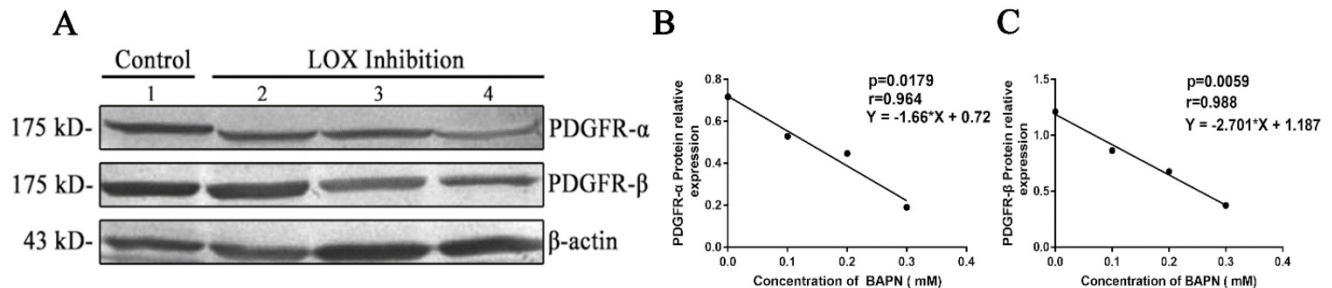 A
Control LOX Inhibition
1 2 3 4
175 kD- PDGFR-α
175 kD- PDGFR-β
43 kD- β-actin
B
p=0.0179
r=0.964
Y = -1.66*X + 0.72
PDGFR-α Protein relative
expression
0.8
0.6
0.4
0.2
0.0
0.0 0.1 0.2 0.3 0.4
Concentration of BAPN ( mM)
C
p=0.0059
r=0.988
Y = -2.701*X + 1.187
PDGFR-β Protein relative
expression
1.5
1.0
0.5
0.0
0.0 0.1 0.2 0.3 0.4
Concentration of BAPN ( mM)